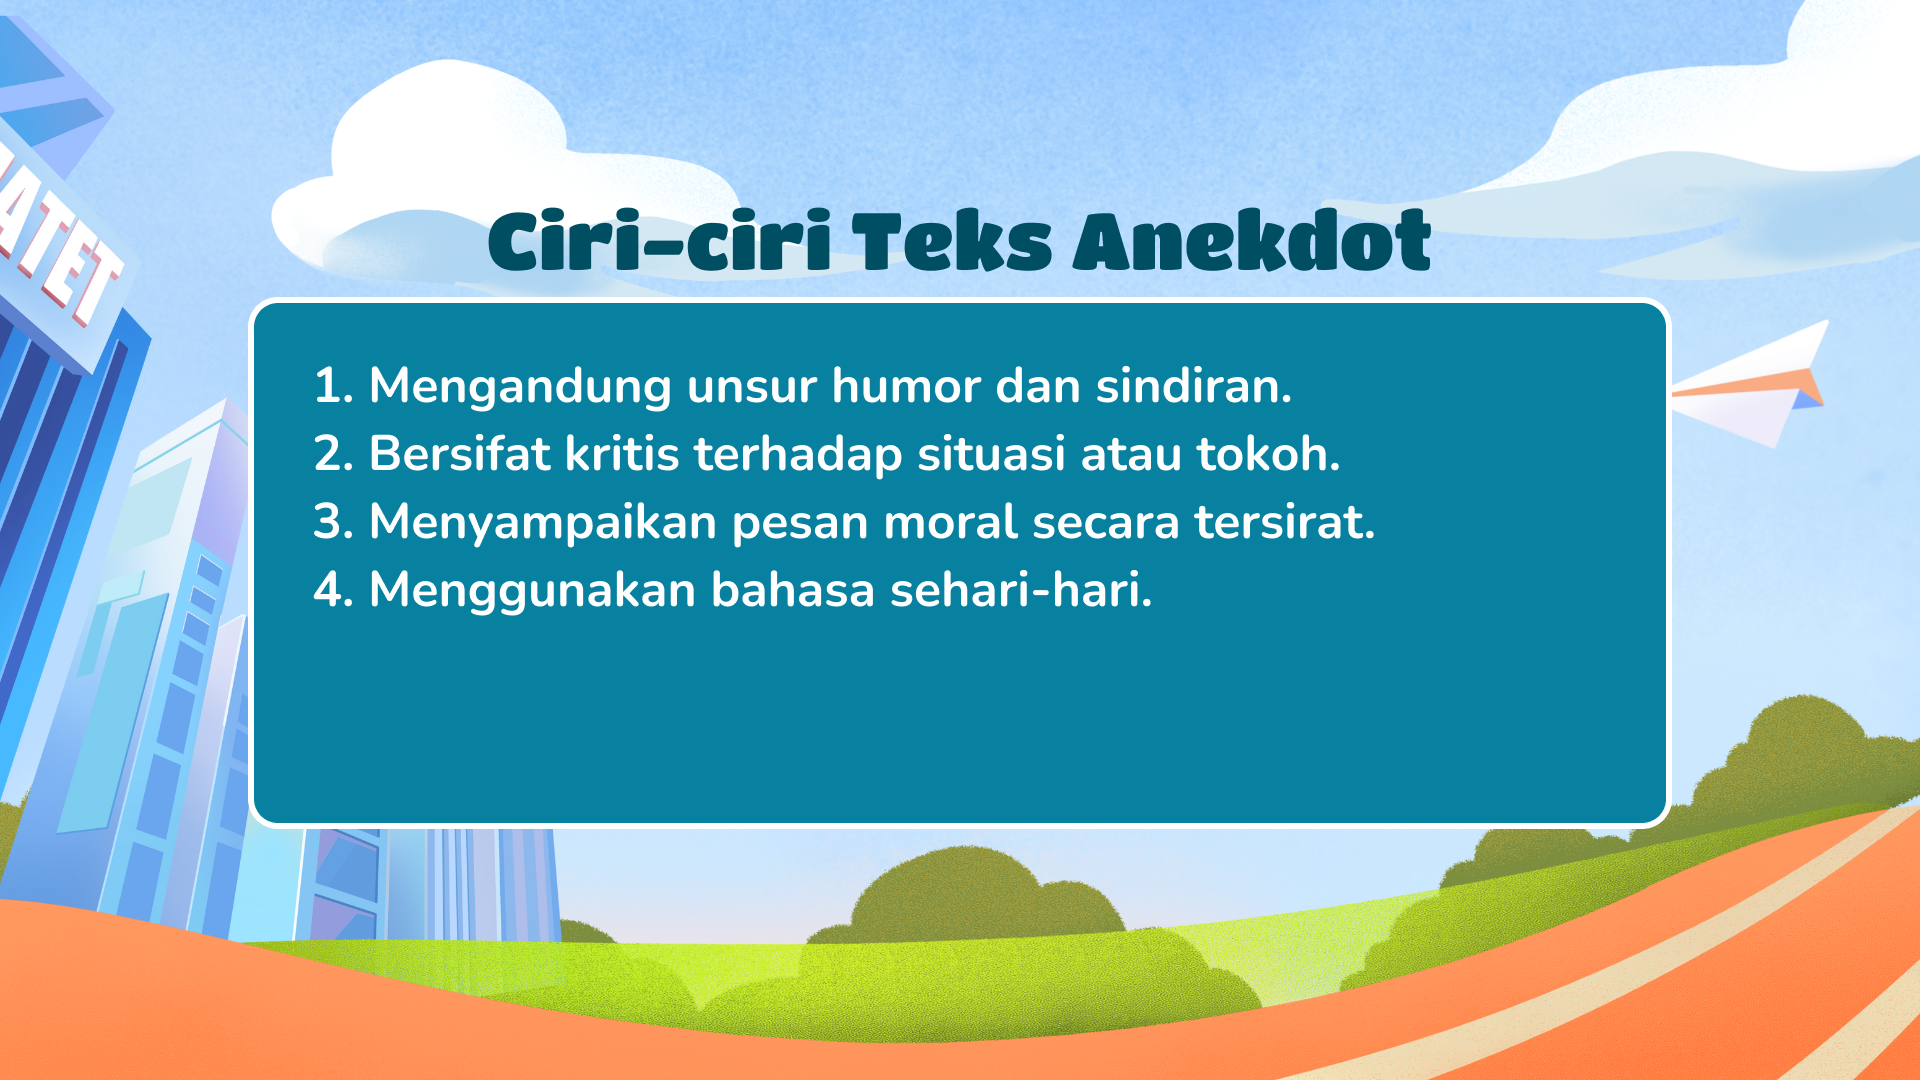 ATET
Ciri-ciri Teks Anekdot
1. Mengandung unsur humor dan sindiran.
2. Bersifat kritis terhadap situasi atau tokoh.
3. Menyampaikan pesan moral secara tersirat.
4. Menggunakan bahasa sehari-hari.